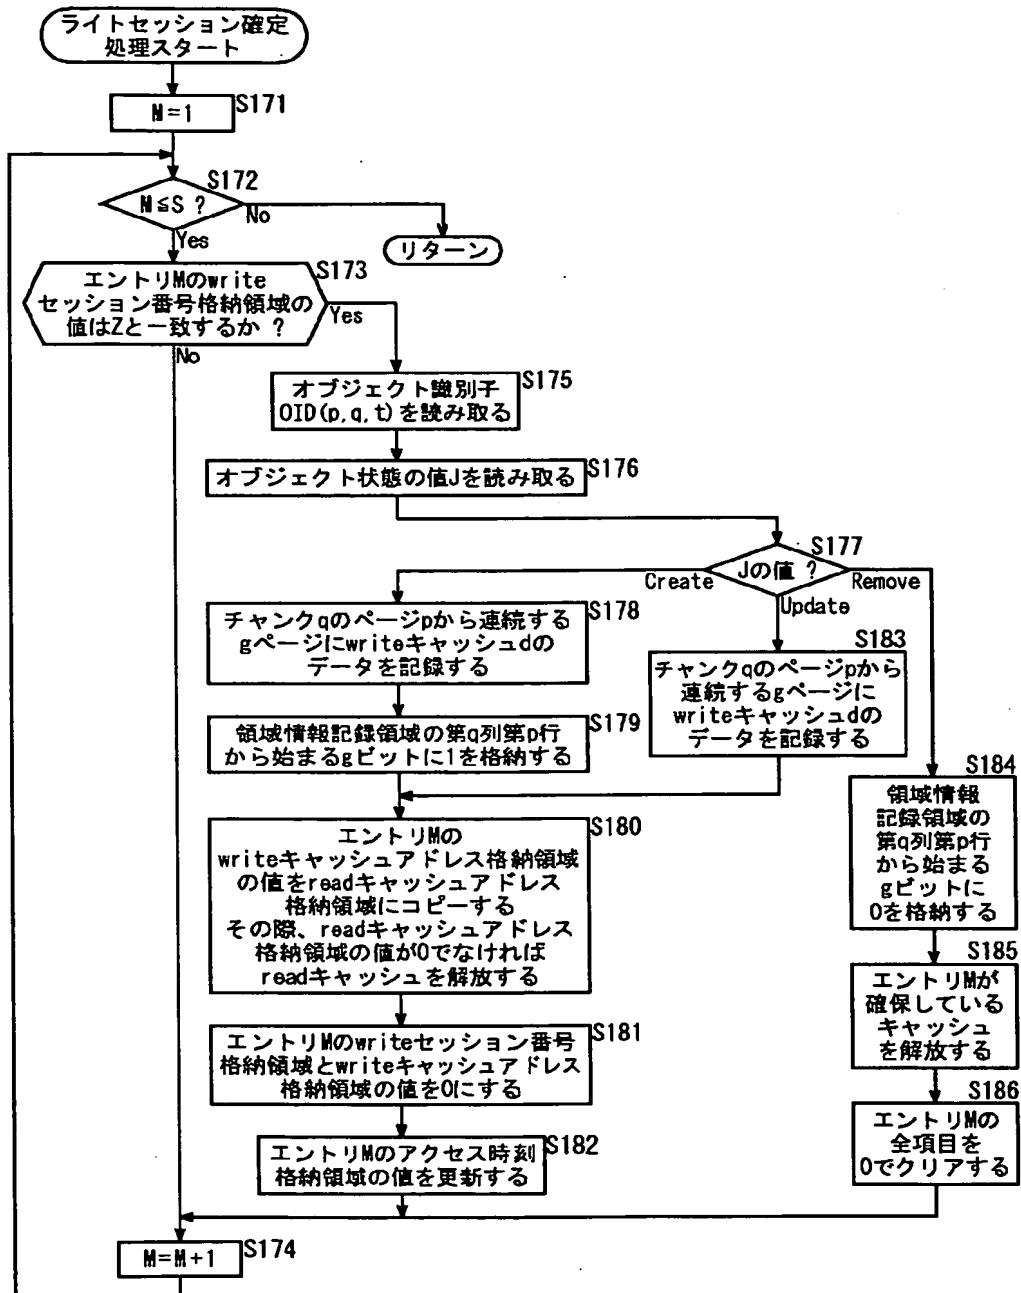 ライトセッション確定
処理スタート
M=1
S171
S172
M≦S ?
No
Yes
リターン
S173
エントリMのwrite
セッション番号格納領域の
値はZと一致するか ?
Yes
No
S175
オブジェクト識別子
OID(p,q,t)を読み取る
S176
オブジェクト状態の値Jを読み取る
S177
Jの値 ?
Create
Remove
Update
S178
チャンクqのページpから連続する
gページにwriteキャッシュdの
データを記録する
S183
チャンクqのページpから
連続するgページに
writeキャッシュdの
データを記録する
S179
領域情報記録領域の第q列第p行
から始まるgビットに1を格納する
S184
領域情報
記録領域の
第q列第p行
から始まる
gビットに
0を格納する
S180
エントリMの
writeキャッシュアドレス格納領域
の値をreadキャッシュアドレス
格納領域にコピーする
その際、readキャッシュアドレス
格納領域の値が0でなければ
readキャッシュを解放する
S185
エントリMが
確保している
キャッシュ
を解放する
S181
エントリMのwriteセッション番号
格納領域とwriteキャッシュアドレス
格納領域の値を0にする
S186
エントリMの
全項目を
0でクリアする
S182
エントリMのアクセス時刻
格納領域の値を更新する
S174
M=M+1